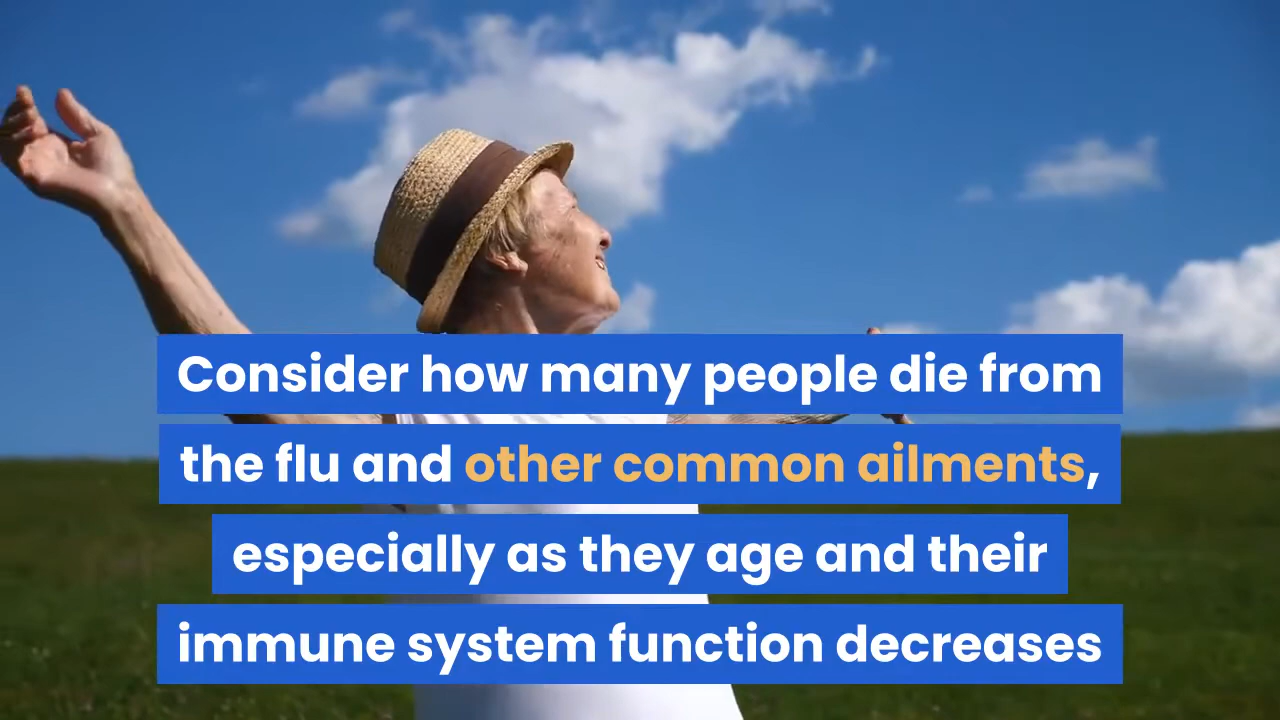 Consider how many people die from
the flu and other common ailments,
especially as they age and their
immune system function decreases